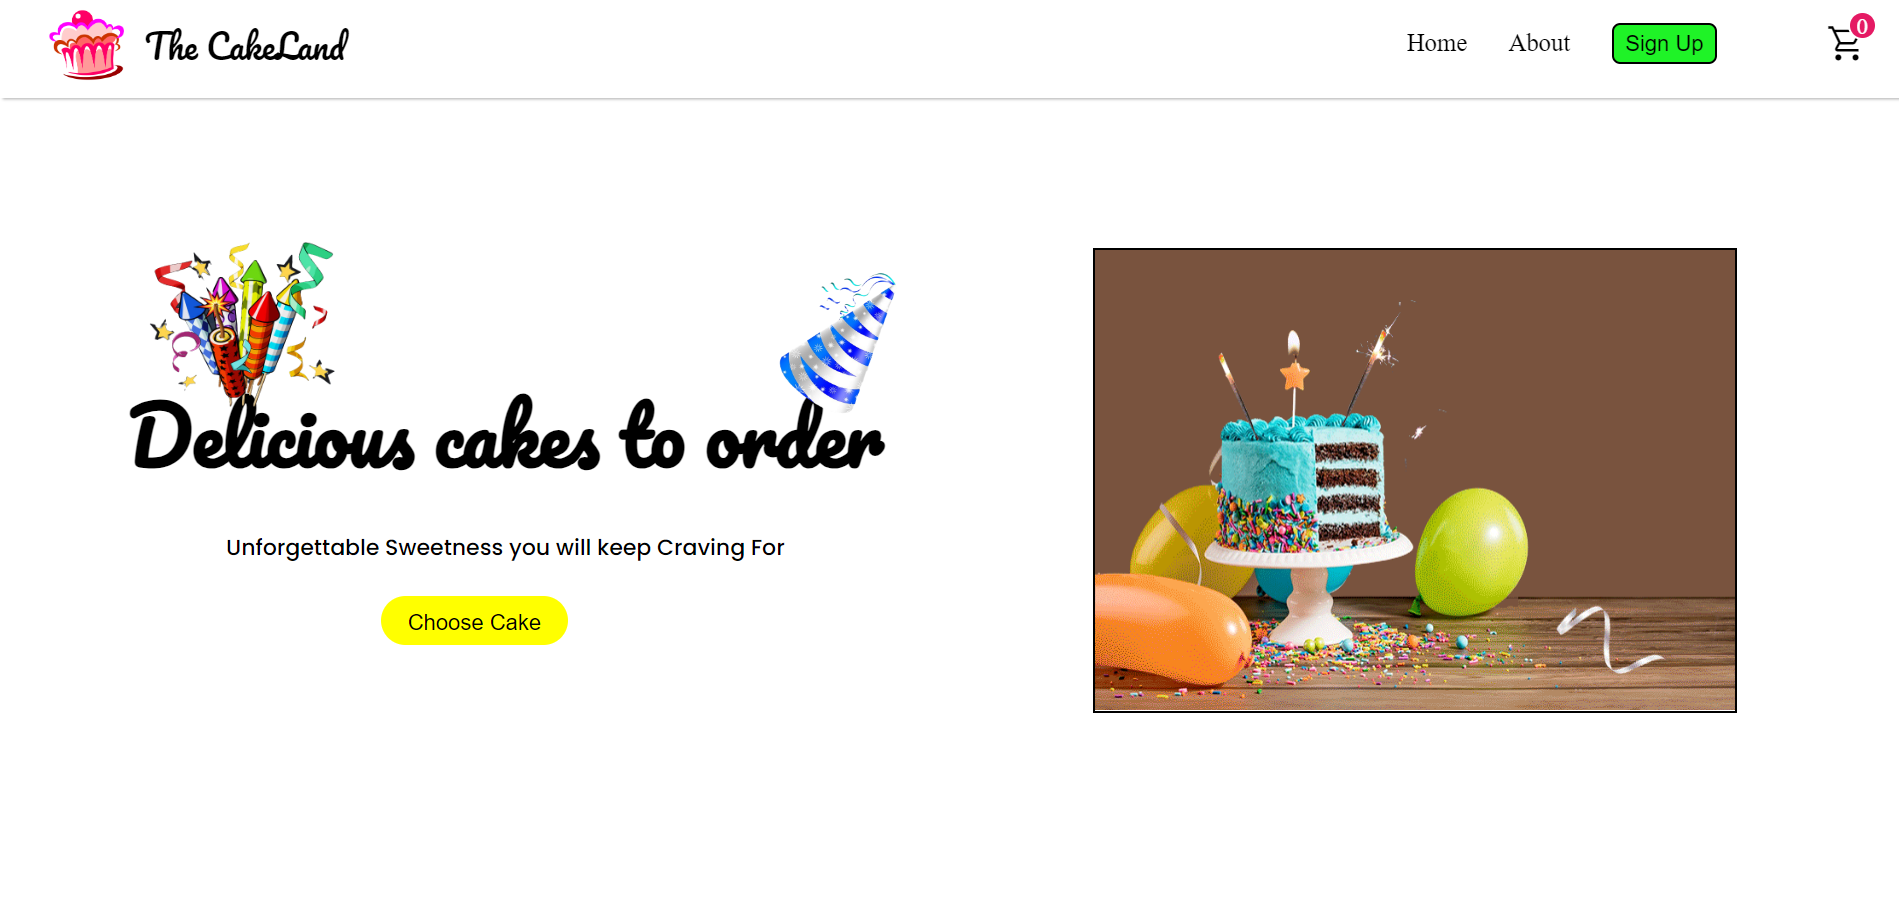 The CakeLand
Home
About
Sign Up
0
Delicious cakes to order
Unforgettable Sweetness you will keep Craving For
Choose Cake